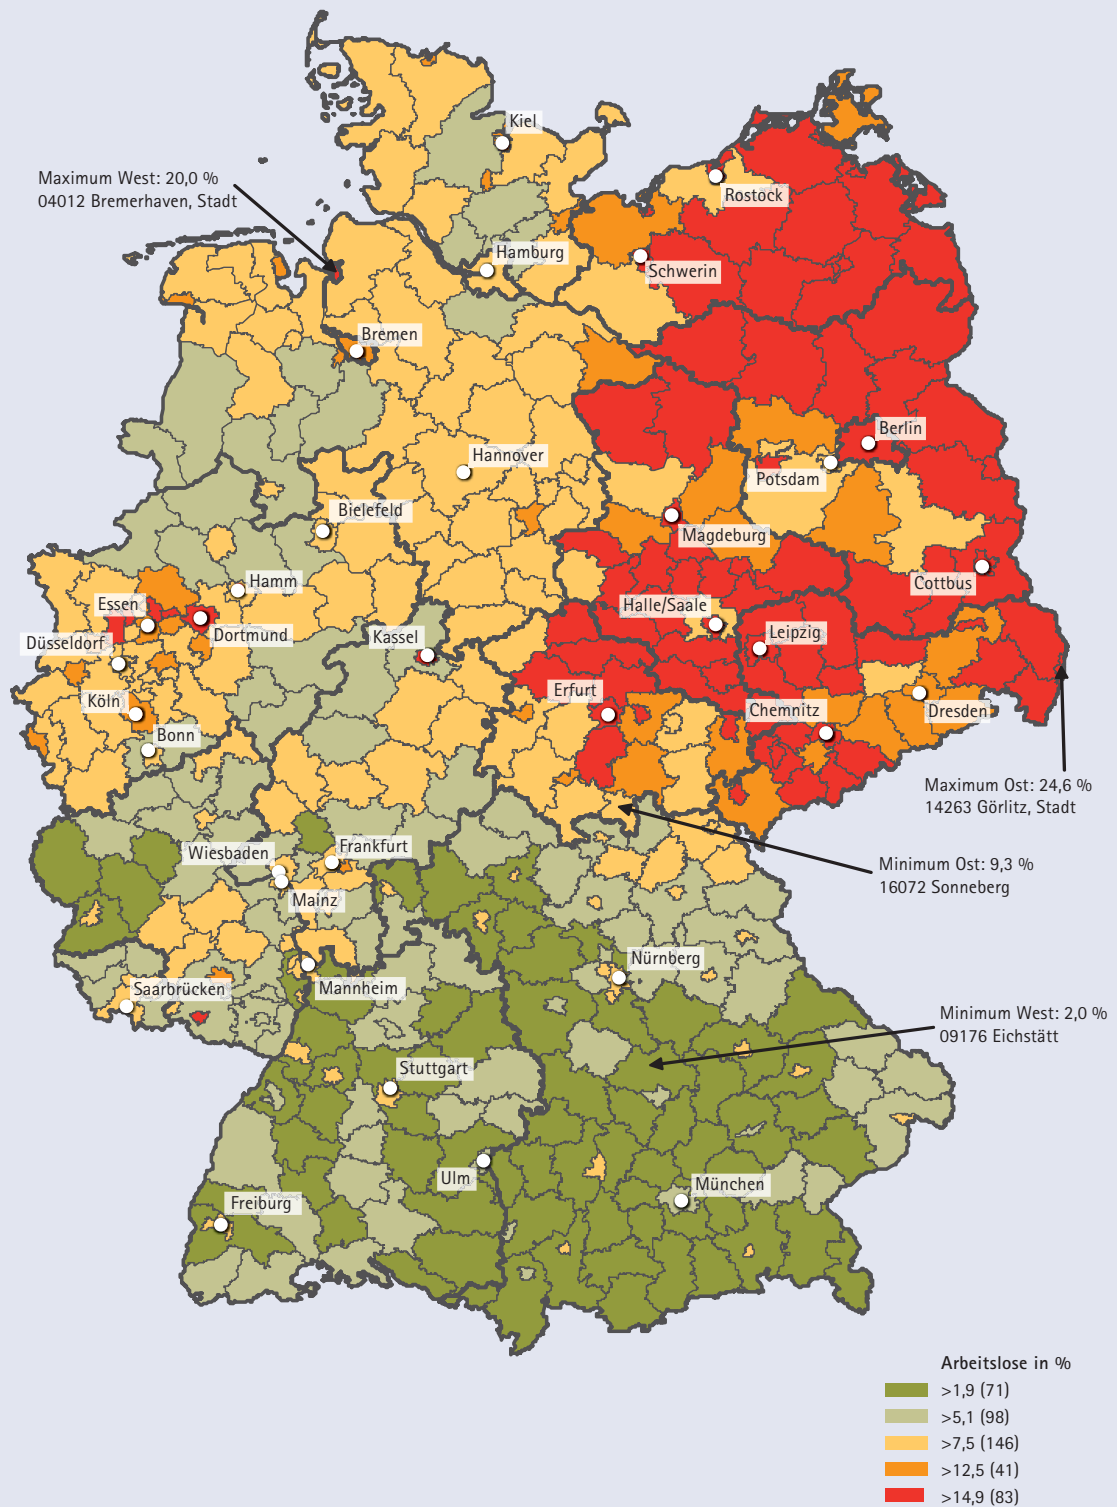 Kiel
Maximum West: 20,0 %
04012 Bremerhaven, Stadt
Rostock
Hamburg
Schwerin
Bremen
Berlin
Hannover
Potsdam
Bielefeld
Magdeburg
Hamm
Cottbus
Essen
Halle/Saale
Dortmund
Leipzig
Kassel
Düsseldorf
Erfurt
Köln
Chemnitz
Dresden
Bonn
Maximum Ost: 24,6 %
14263 Görlitz, Stadt
Wiesbaden
Frankfurt
Minimum Ost: 9,3 %
16072 Sonneberg
Mainz
Nürnberg
Saarbrücken
Mannheim
Minimum West: 2,0 %
09176 Eichstätt
Stuttgart
Ulm
München
Freiburg
Arbeitslose in %
>1,9 (71)
>5,1 (98)
>7,5 (146)
>12,5 (41)
>14,9 (83)